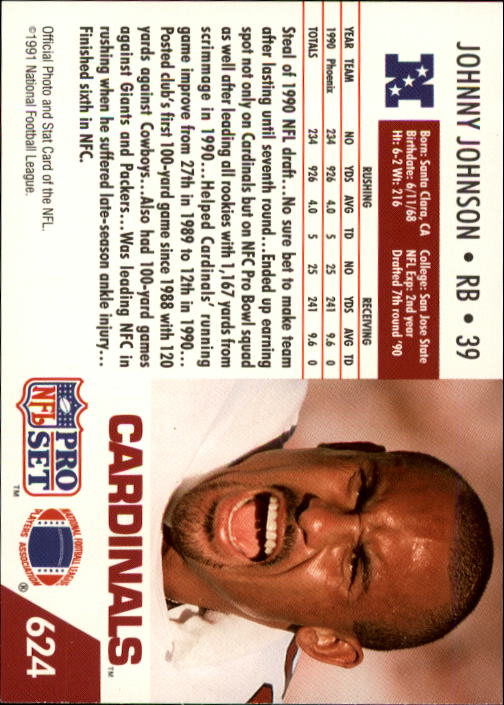 JOHNNY JOHNSON • RB • 39
N
Born: Santa Clara, CA College: San Jose State
Birthdate: 6/11/68 NFL Exp: 2nd year
Ht: 6-2 Wt: 216 Drafted 7th round '90
RUSHING RECEIVING
YEAR TEAM NO YDS AVG TD NO YDS AVG TD
1990 Phoenix 234 926 4.0 5 25 241 9.6 0
TOTALS 234 926 4.0 5 25 241 9.6 0
Steal of 1990 NFL draft...No sure bet to make team
after lasting until seventh round...Ended up earning
spot not only on Cardinals but on NFC Pro Bowl squad
as well after leading all rookies with 1,167 yards from
scrimmage in 1990...Helped Cardinals' running
game improve from 27th in 1989 to 12th in 1990...
Posted club's first 100-yard game since 1988 with 120
yards against Cowboys...Also had 100-yard games
against Giants and Packers...Was leading NFC in
rushing when he suffered late-season ankle injury...
Finished sixth in NFC.
Official Photo and Stat Card of the NFL.
©1991 National Football League.
CARDINALS™
PRO
NFL
SET
™
NATIONAL FOOTBALL LEAGUE
PLAYERS ASSOCIATION
®
624